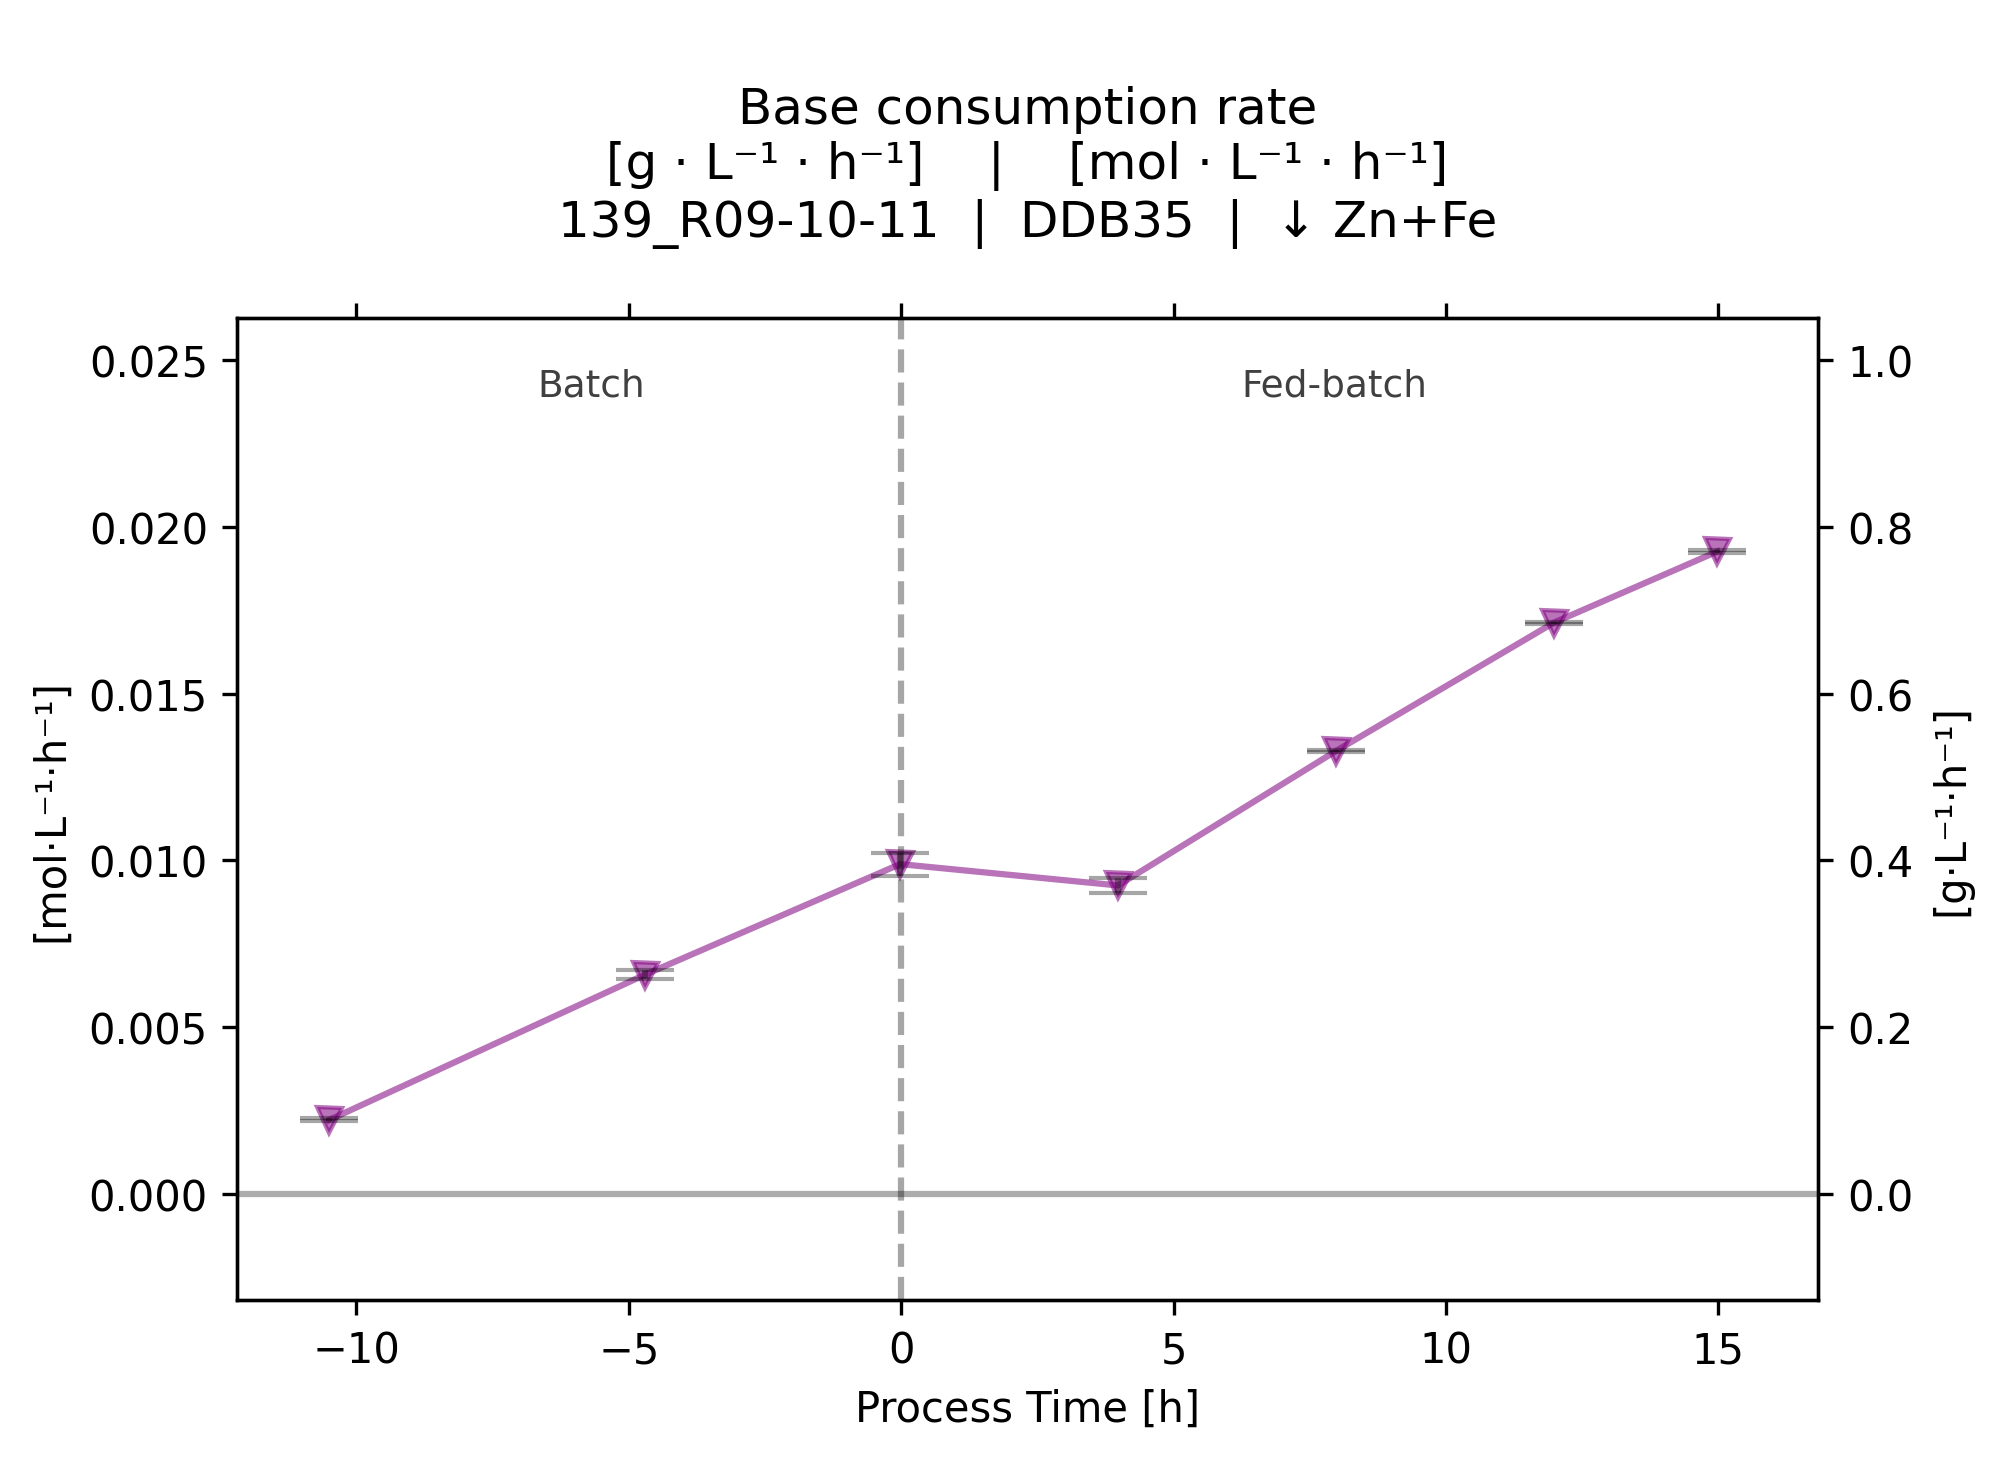 Base consumption rate
[g · L⁻¹ · h⁻¹]    |    [mol · L⁻¹ · h⁻¹]
139_R09-10-11  |  DDB35  |  ↓ Zn+Fe
Batch
Fed-batch
0.025
0.020
0.015
0.010
0.005
0.000
[mol·L⁻¹·h⁻¹]
1.0
0.8
0.6
0.4
0.2
0.0
[g·L⁻¹·h⁻¹]
−10
−5
0
5
10
15
Process Time [h]